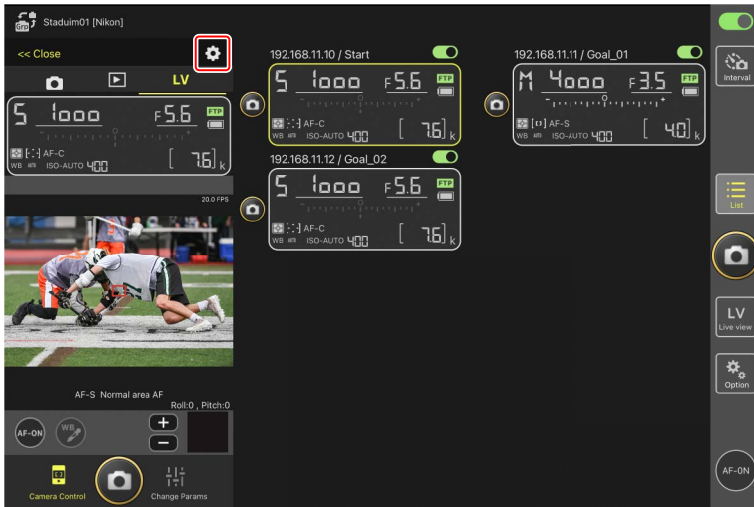 Grp Staduim01 [Nikon]
<< Close
LV
S 1000 F5.6 FTP
AF-C
WB ISO-AUTO 400 [ 7.6] k
20.0 FPS
AF-S Normal area AF
Roll:0 , Pitch:0
AF-ON
WB
Camera Control
Change Params
192.168.11.10 / Start
S 1000 F5.6 FTP
AF-C
WB ISO-AUTO 400 [ 7.6] k
192.168.11.11 / Goal_01
M 4000 F3.5 FTP
AF-S
WB ISO-AUTO 400 [ 4.0] k
192.168.11.12 / Goal_02
S 1000 F5.6 FTP
AF-C
WB ISO-AUTO 400 [ 7.6] k
Interval
List
LV
Live view
Option
AF-ON